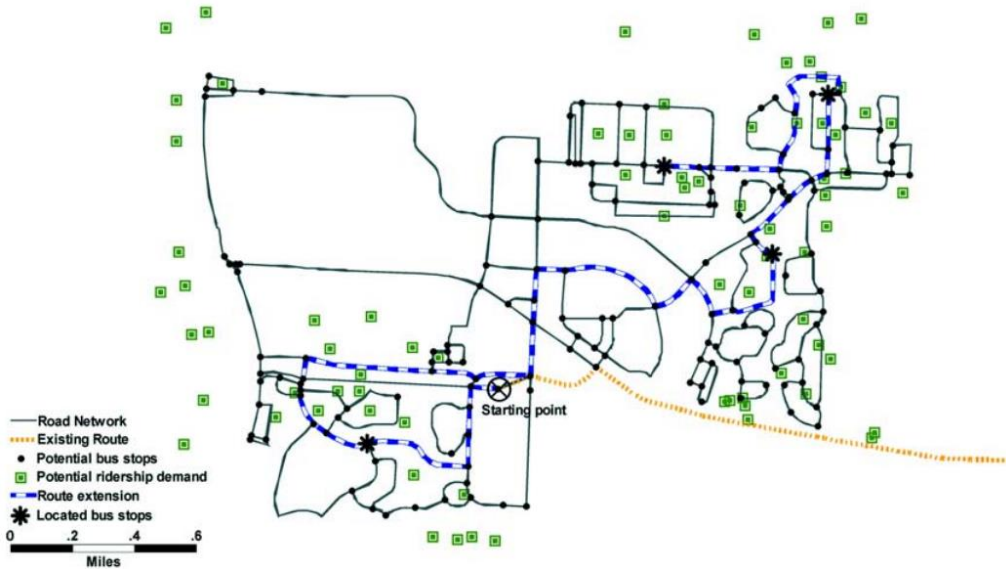 Starting point
Road Network
Existing Route
Potential bus stops
Potential ridership demand
Route extension
Located bus stops
0 .2 .4 .6
Miles